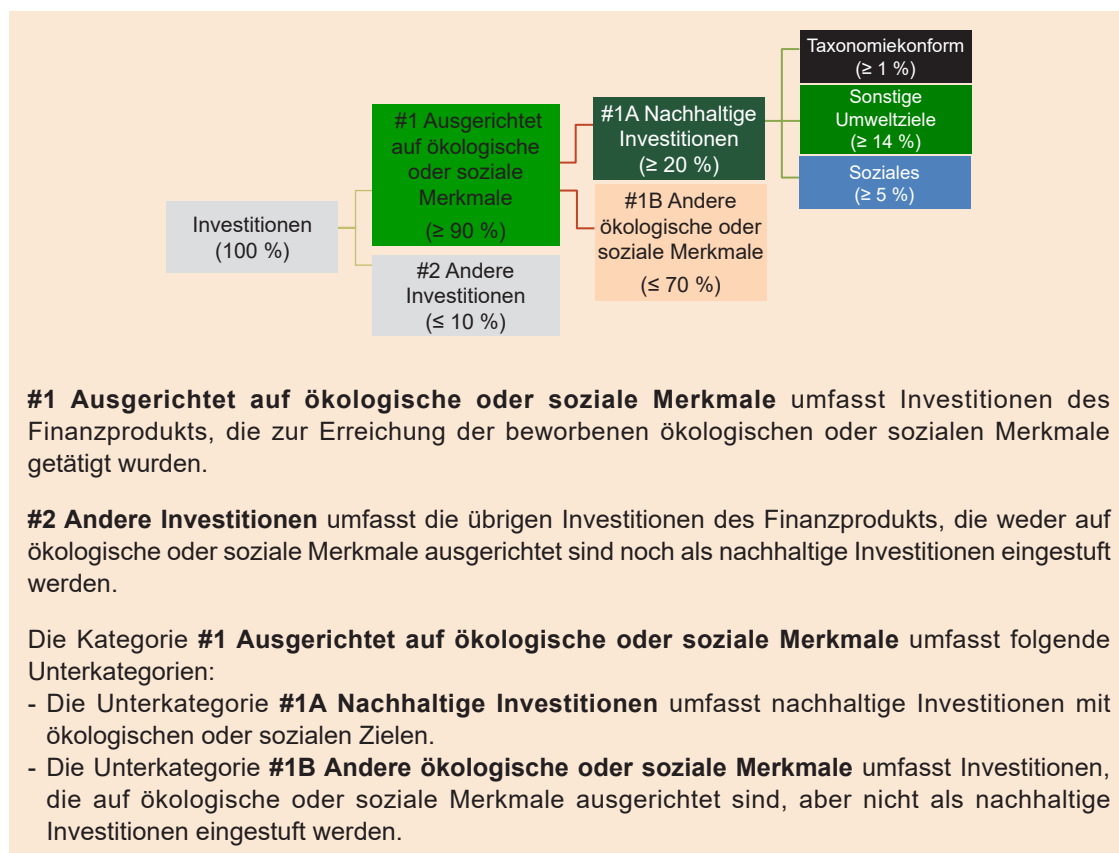 Investitionen
(100 %)
#1 Ausgerichtet
auf ökologische
oder soziale
Merkmale
(≥ 90 %)
#2 Andere
Investitionen
(≤ 10 %)
#1A Nachhaltige
Investitionen
(≥ 20 %)
#1B Andere
ökologische oder
soziale Merkmale
(≤ 70 %)
Taxonomiekonform
(≥ 1 %)
Sonstige
Umweltziele
(≥ 14 %)
Soziales
(≥ 5 %)
#1 Ausgerichtet auf ökologische oder soziale Merkmale umfasst Investitionen des
Finanzprodukts, die zur Erreichung der beworbenen ökologischen oder sozialen Merkmale
getätigt wurden.
#2 Andere Investitionen umfasst die übrigen Investitionen des Finanzprodukts, die weder auf
ökologische oder soziale Merkmale ausgerichtet sind noch als nachhaltige Investitionen eingestuft
werden.
Die Kategorie #1 Ausgerichtet auf ökologische oder soziale Merkmale umfasst folgende
Unterkategorien:
- Die Unterkategorie #1A Nachhaltige Investitionen umfasst nachhaltige Investitionen mit
ökologischen oder sozialen Zielen.
- Die Unterkategorie #1B Andere ökologische oder soziale Merkmale umfasst Investitionen,
die auf ökologische oder soziale Merkmale ausgerichtet sind, aber nicht als nachhaltige
Investitionen eingestuft werden.